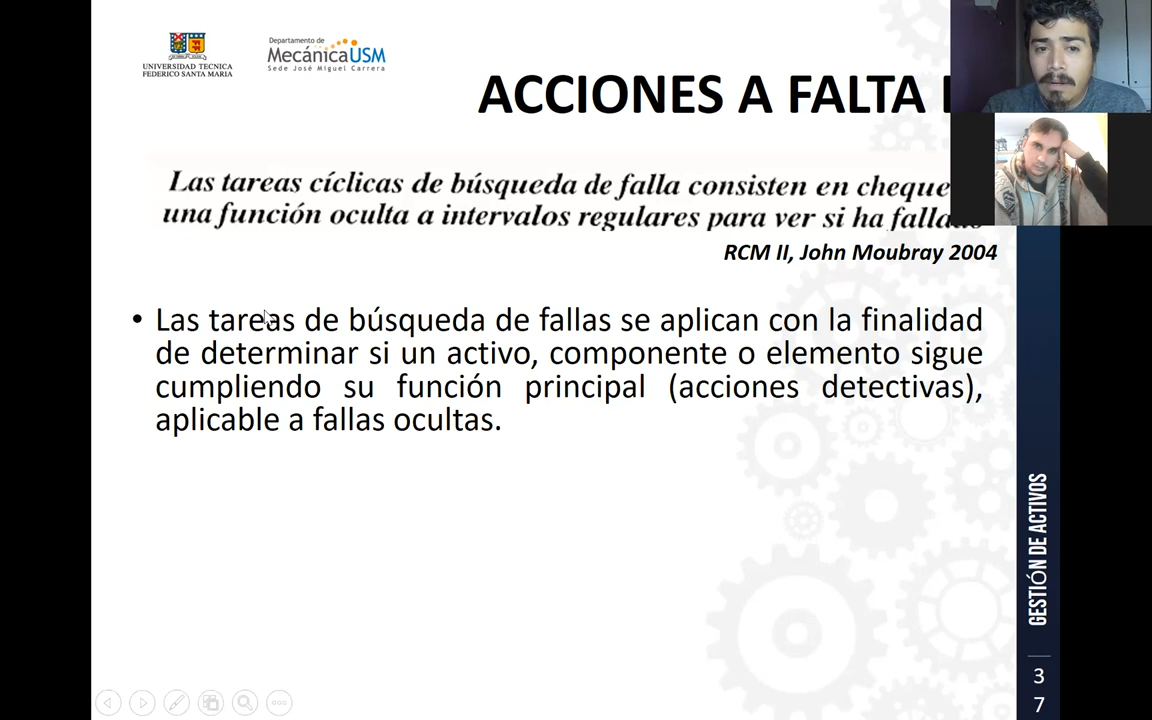 UNIVERSIDAD TECNICA
FEDERICO SANTA MARIA
Departamento de
MecánicaUSM
Sede José Miguel Carrera
ACCIONES A FALTA
Las tareas cíclicas de búsqueda de falla consisten en cheque
una función oculta a intervalos regulares para ver si ha
RCM II, John Moubray 2004
• Las tareas de búsqueda de fallas se aplican con la finalidad
de determinar si un activo, componente o elemento sigue
cumpliendo su función principal (acciones detectivas),
aplicable a fallas ocultas.
GESTIÓN DE ACTIVOS
3
7